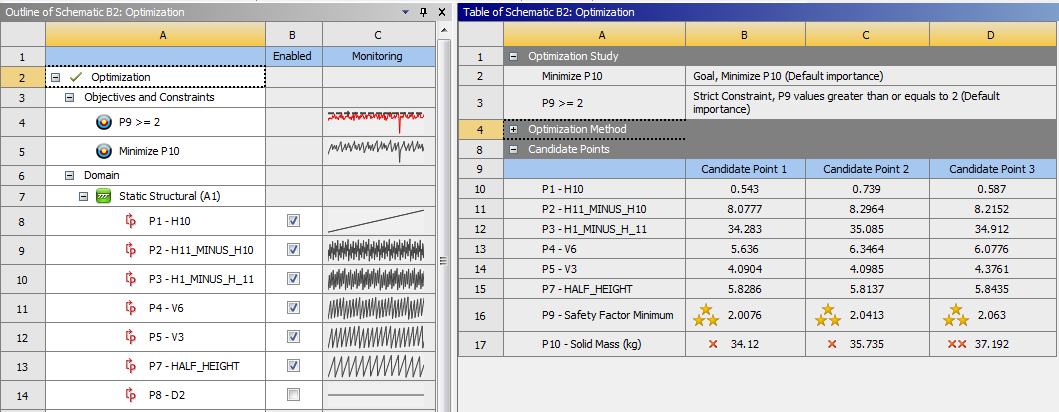 Outline of Schematic B2: Optimization
A B C
1 Enabled Monitoring
2 Optimization
3 Objectives and Constraints
4 P9 >= 2
5 Minimize P10
6 Domain
7 Static Structural (A1)
8 P1 - H10
9 P2 - H11_MINUS_H10
10 P3 - H1_MINUS_H_11
11 P4 - V6
12 P5 - V3
13 P7 - HALF_HEIGHT
14 P8 - D2
Table of Schematic B2: Optimization
A B C D
1 Optimization Study
2 Minimize P10 Goal, Minimize P10 (Default importance)
3 P9 >= 2 Strict Constraint, P9 values greater than or equals to 2 (Default
importance)
4 Optimization Method
8 Candidate Points
9 Candidate Point 1 Candidate Point 2 Candidate Point 3
10 P1 - H10 0.543 0.739 0.587
11 P2 - H11_MINUS_H10 8.0777 8.2964 8.2152
12 P3 - H1_MINUS_H_11 34.283 35.085 34.912
13 P4 - V6 5.636 6.3464 6.0776
14 P5 - V3 4.0904 4.0985 4.3761
15 P7 - HALF_HEIGHT 5.8286 5.8137 5.8435
16 P9 - Safety Factor Minimum 2.0076 2.0413 2.063
17 P10 - Solid Mass (kg) 34.12 35.735 37.192